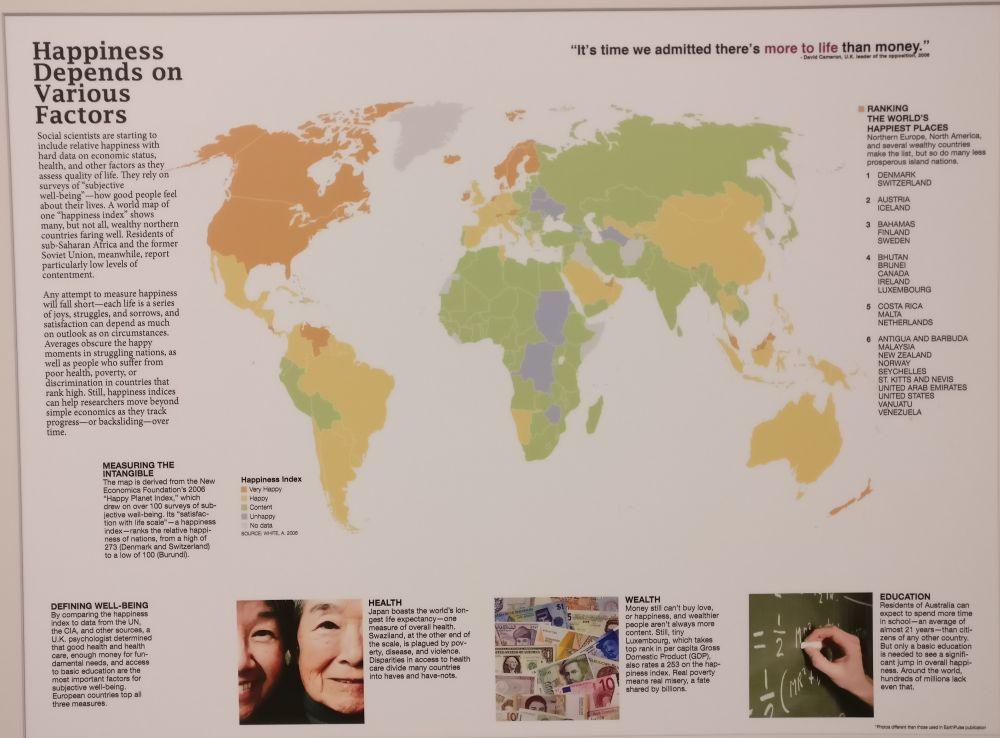 Happiness
Depends on
Various
Factors
Social scientists are starting to
include relative happiness with
hard data on economic status,
health, and other factors as they
assess quality of life. They rely on
surveys of "subjective
well-being"—how good people feel
about their lives. A world map of
one "happiness index" shows
many, but not all, wealthy northern
countries faring well. Residents of
sub-Saharan Africa and the former
Soviet Union, meanwhile, report
particularly low levels of
contentment.
Any attempt to measure happiness
will fall short—each life is a series
of joys, struggles, and sorrows, and
satisfaction can depend as much
on outlook as on circumstances.
Averages obscure the happy
moments in struggling nations, as
well as people who suffer from
poor health, poverty, or
discrimination in countries that
rank high. Still, happiness indices
can help researchers move beyond
simple economics as they track
progress—or backsliding—over
time.
"It's time we admitted there's more to life than money."
- David Cameron, U.K. leader of the opposition, 2006
RANKING
THE WORLD'S
HAPPIEST PLACES
Northern Europe, North America,
and several wealthy countries
make the list, but so do many less
prosperous island nations.
1 DENMARK
SWITZERLAND
2 AUSTRIA
ICELAND
3 BAHAMAS
FINLAND
SWEDEN
4 BHUTAN
BRUNEI
CANADA
IRELAND
LUXEMBOURG
5 COSTA RICA
MALTA
NETHERLANDS
6 ANTIGUA AND BARBUDA
MALAYSIA
NEW ZEALAND
NORWAY
SEYCHELLES
ST. KITTS AND NEVIS
UNITED ARAB EMIRATES
UNITED STATES
VANUATU
VENEZUELA
MEASURING THE
INTANGIBLE
The map is derived from the New
Economics Foundation's 2006
"Happy Planet Index," which
drew on over 100 surveys of sub-
jective well-being. Its "satisfac-
tion with life scale"—a happiness
index—ranks the relative happi-
ness of nations, from a high of
273 (Denmark and Switzerland)
to a low of 100 (Burundi).
Happiness Index
Very Happy
Happy
Content
Unhappy
No data
SOURCE: WHITE, A. 2006
DEFINING WELL-BEING
By comparing the happiness
index to data from the UN,
the CIA, and other sources, a
U.K. psychologist determined
that good health and health
care, enough money for fun-
damental needs, and access
to basic education are the
most important factors for
subjective well-being.
European countries top all
three measures.
HEALTH
Japan boasts the world's lon-
gest life expectancy—one
measure of overall health.
Swaziland, at the other end of
the scale, is plagued by pov-
erty, disease, and violence.
Disparities in access to health
care divide many countries
into haves and have-nots.
WEALTH
Money still can't buy love,
or happiness, and wealthier
people aren't always more
content. Still, tiny
Luxembourg, which takes
top rank in per capita Gross
Domestic Product (GDP),
also rates a 253 on the hap-
piness index. Real poverty
means real misery, a fate
shared by billions.
EDUCATION
Residents of Australia can
expect to spend more time
in school—an average of
almost 21 years—than citi-
zens of any other country.
But only a basic education
is needed to see a signifi-
cant jump in overall happi-
ness. Around the world,
hundreds of millions lack
even that.
*Photos different than those used in EarthPulse publication